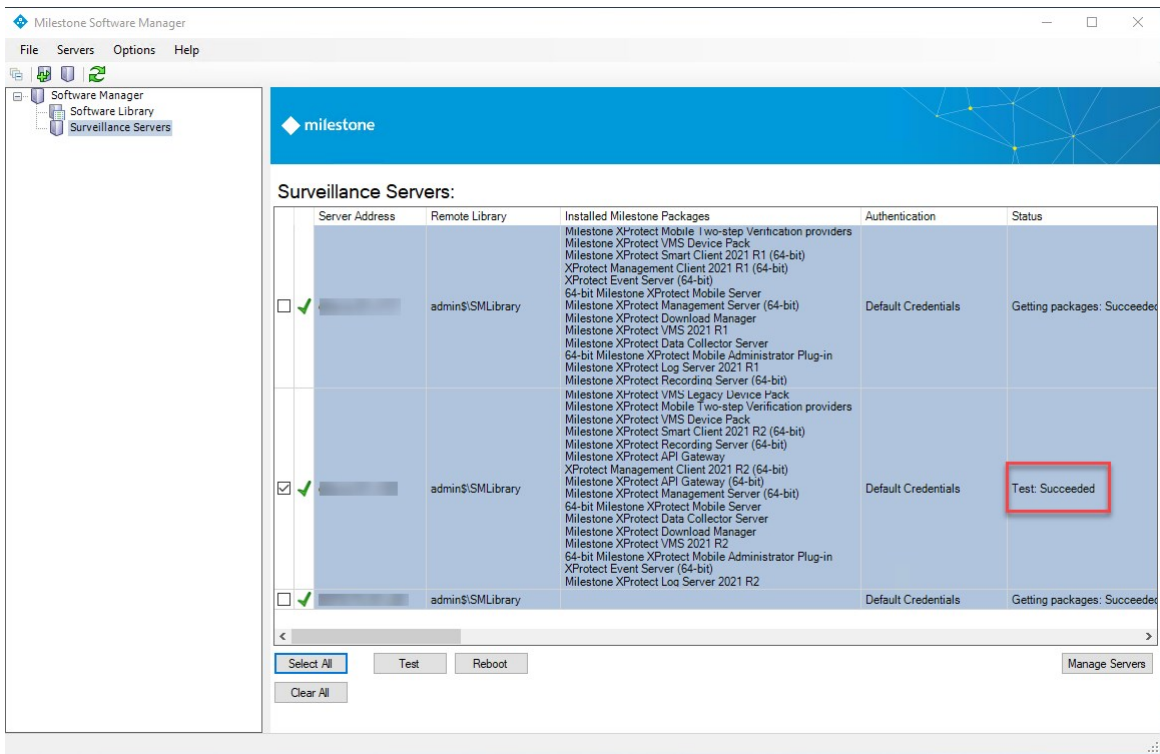 Milestone Software Manager
File Servers Options Help
Software Manager
Software Library
Surveillance Servers
milestone
Surveillance Servers:
Server Address Remote Library Installed Milestone Packages Authentication Status
Milestone XProtect Mobile Two-step Verification providers
Milestone XProtect VMS Device Pack
Milestone XProtect Smart Client 2021 R1 (64-bit)
XProtect Management Client 2021 R1 (64-bit)
XProtect Event Server (64-bit)
64-bit Milestone XProtect Mobile Server
admin$\SMLibrary Milestone XProtect Management Server (64-bit) Default Credentials Getting packages: Succeeded
Milestone XProtect Download Manager
Milestone XProtect VMS 2021 R1
Milestone XProtect Data Collector Server
64-bit Milestone XProtect Mobile Administrator Plug-in
Milestone XProtect Log Server 2021 R1
Milestone XProtect Recording Server (64-bit)
Milestone XProtect VMS Legacy Device Pack
Milestone XProtect Mobile Two-step Verification providers
Milestone XProtect VMS Device Pack
Milestone XProtect Smart Client 2021 R2 (64-bit)
Milestone XProtect Recording Server (64-bit)
Milestone XProtect API Gateway
XProtect Management Client 2021 R2 (64-bit)
Milestone XProtect API Gateway (64-bit)
admin$\SMLibrary Milestone XProtect Management Server (64-bit) Default Credentials Test: Succeeded
64-bit Milestone XProtect Mobile Server
Milestone XProtect Data Collector Server
Milestone XProtect Download Manager
Milestone XProtect VMS 2021 R2
64-bit Milestone XProtect Mobile Administrator Plug-in
XProtect Event Server (64-bit)
Milestone XProtect Log Server 2021 R2
admin$\SMLibrary Default Credentials Getting packages: Succeeded
Select All Test Reboot Manage Servers
Clear All